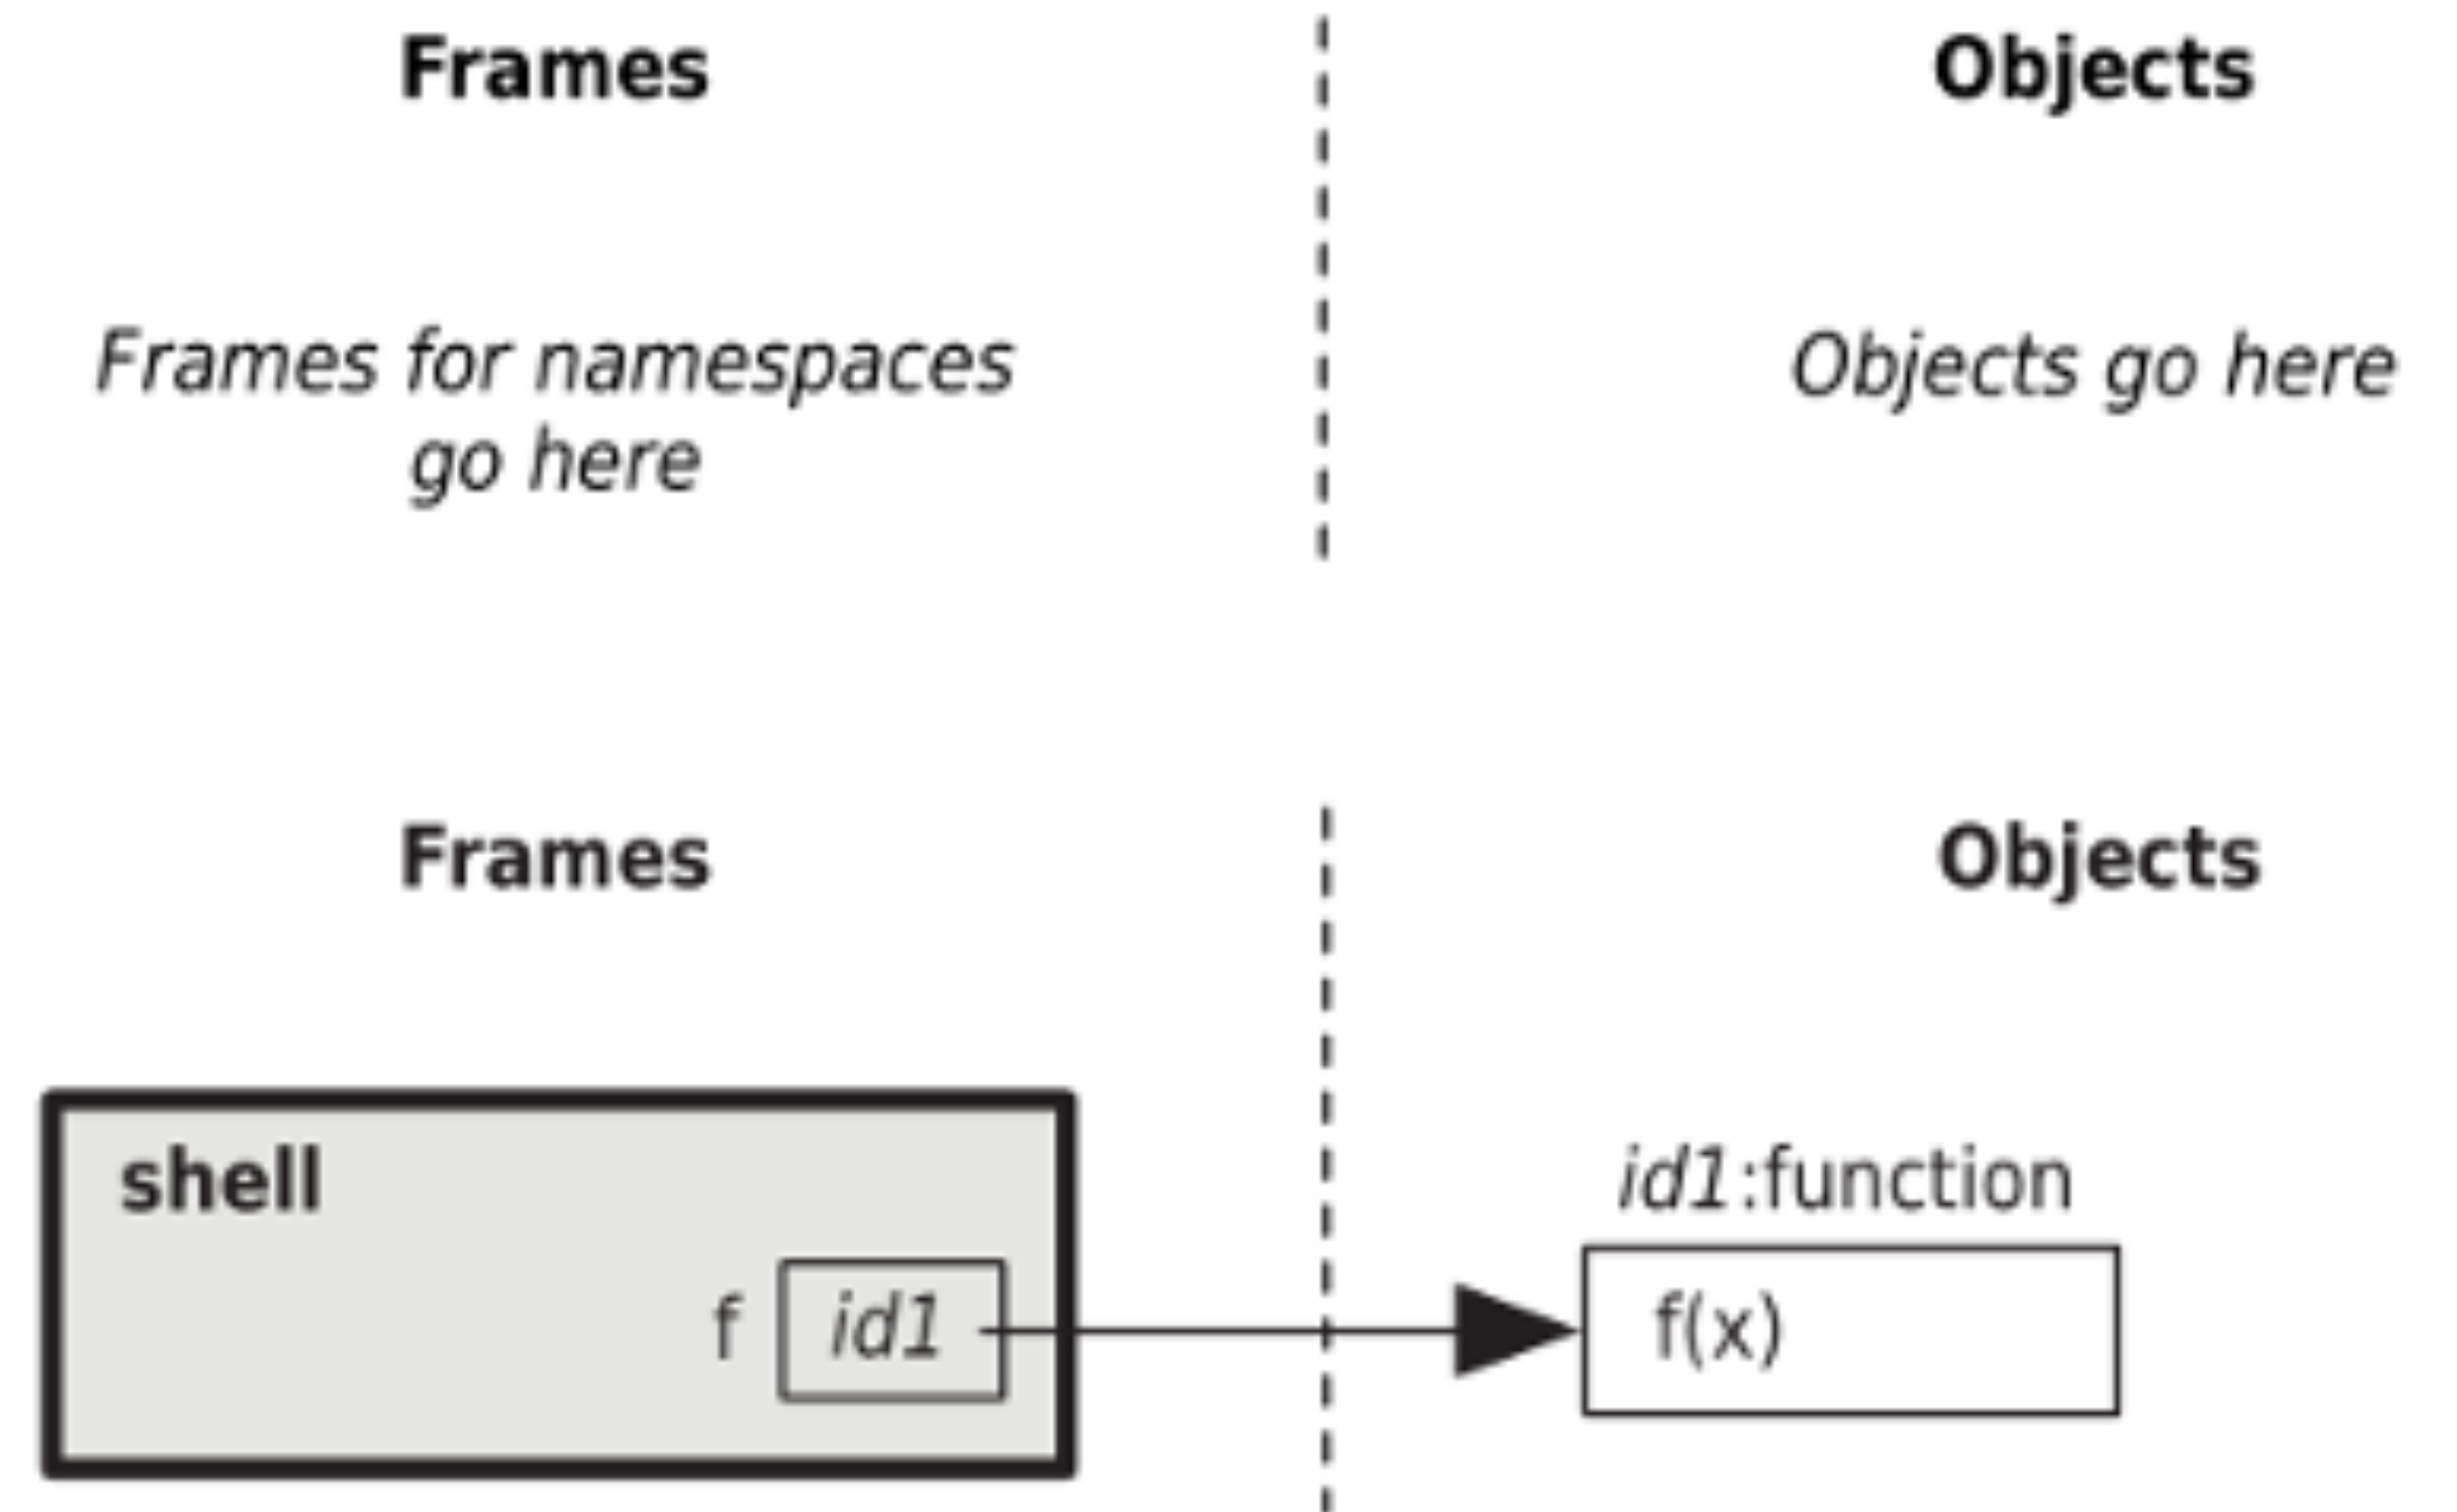 Frames
Objects
Frames for namespaces
go here
Objects go here
Frames
Objects
shell
id1:function
f
id1
f(x)